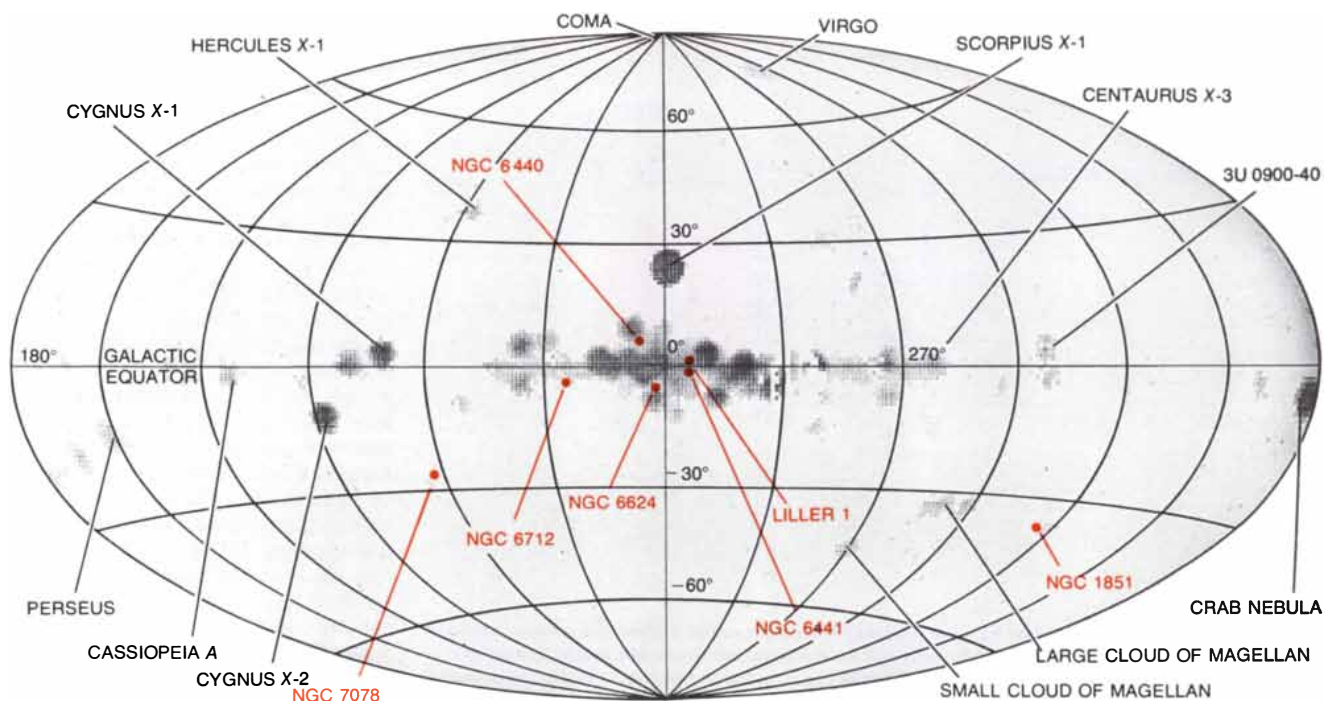 COMA
VIRGO
HERCULES X-1
SCORPIUS X-1
CYGNUS X-1
CENTAURUS X-3
60°
NGC 6440
3U 0900-40
30°
180°
GALACTIC
EQUATOR
0°
270°
-30°
NGC 6624
LILLER 1
NGC 6712
-60°
NGC 1851
PERSEUS
CRAB NEBULA
NGC 6441
CASSIOPEIA A
LARGE CLOUD OF MAGELLAN
CYGNUS X-2
NGC 7078
SMALL CLOUD OF MAGELLAN